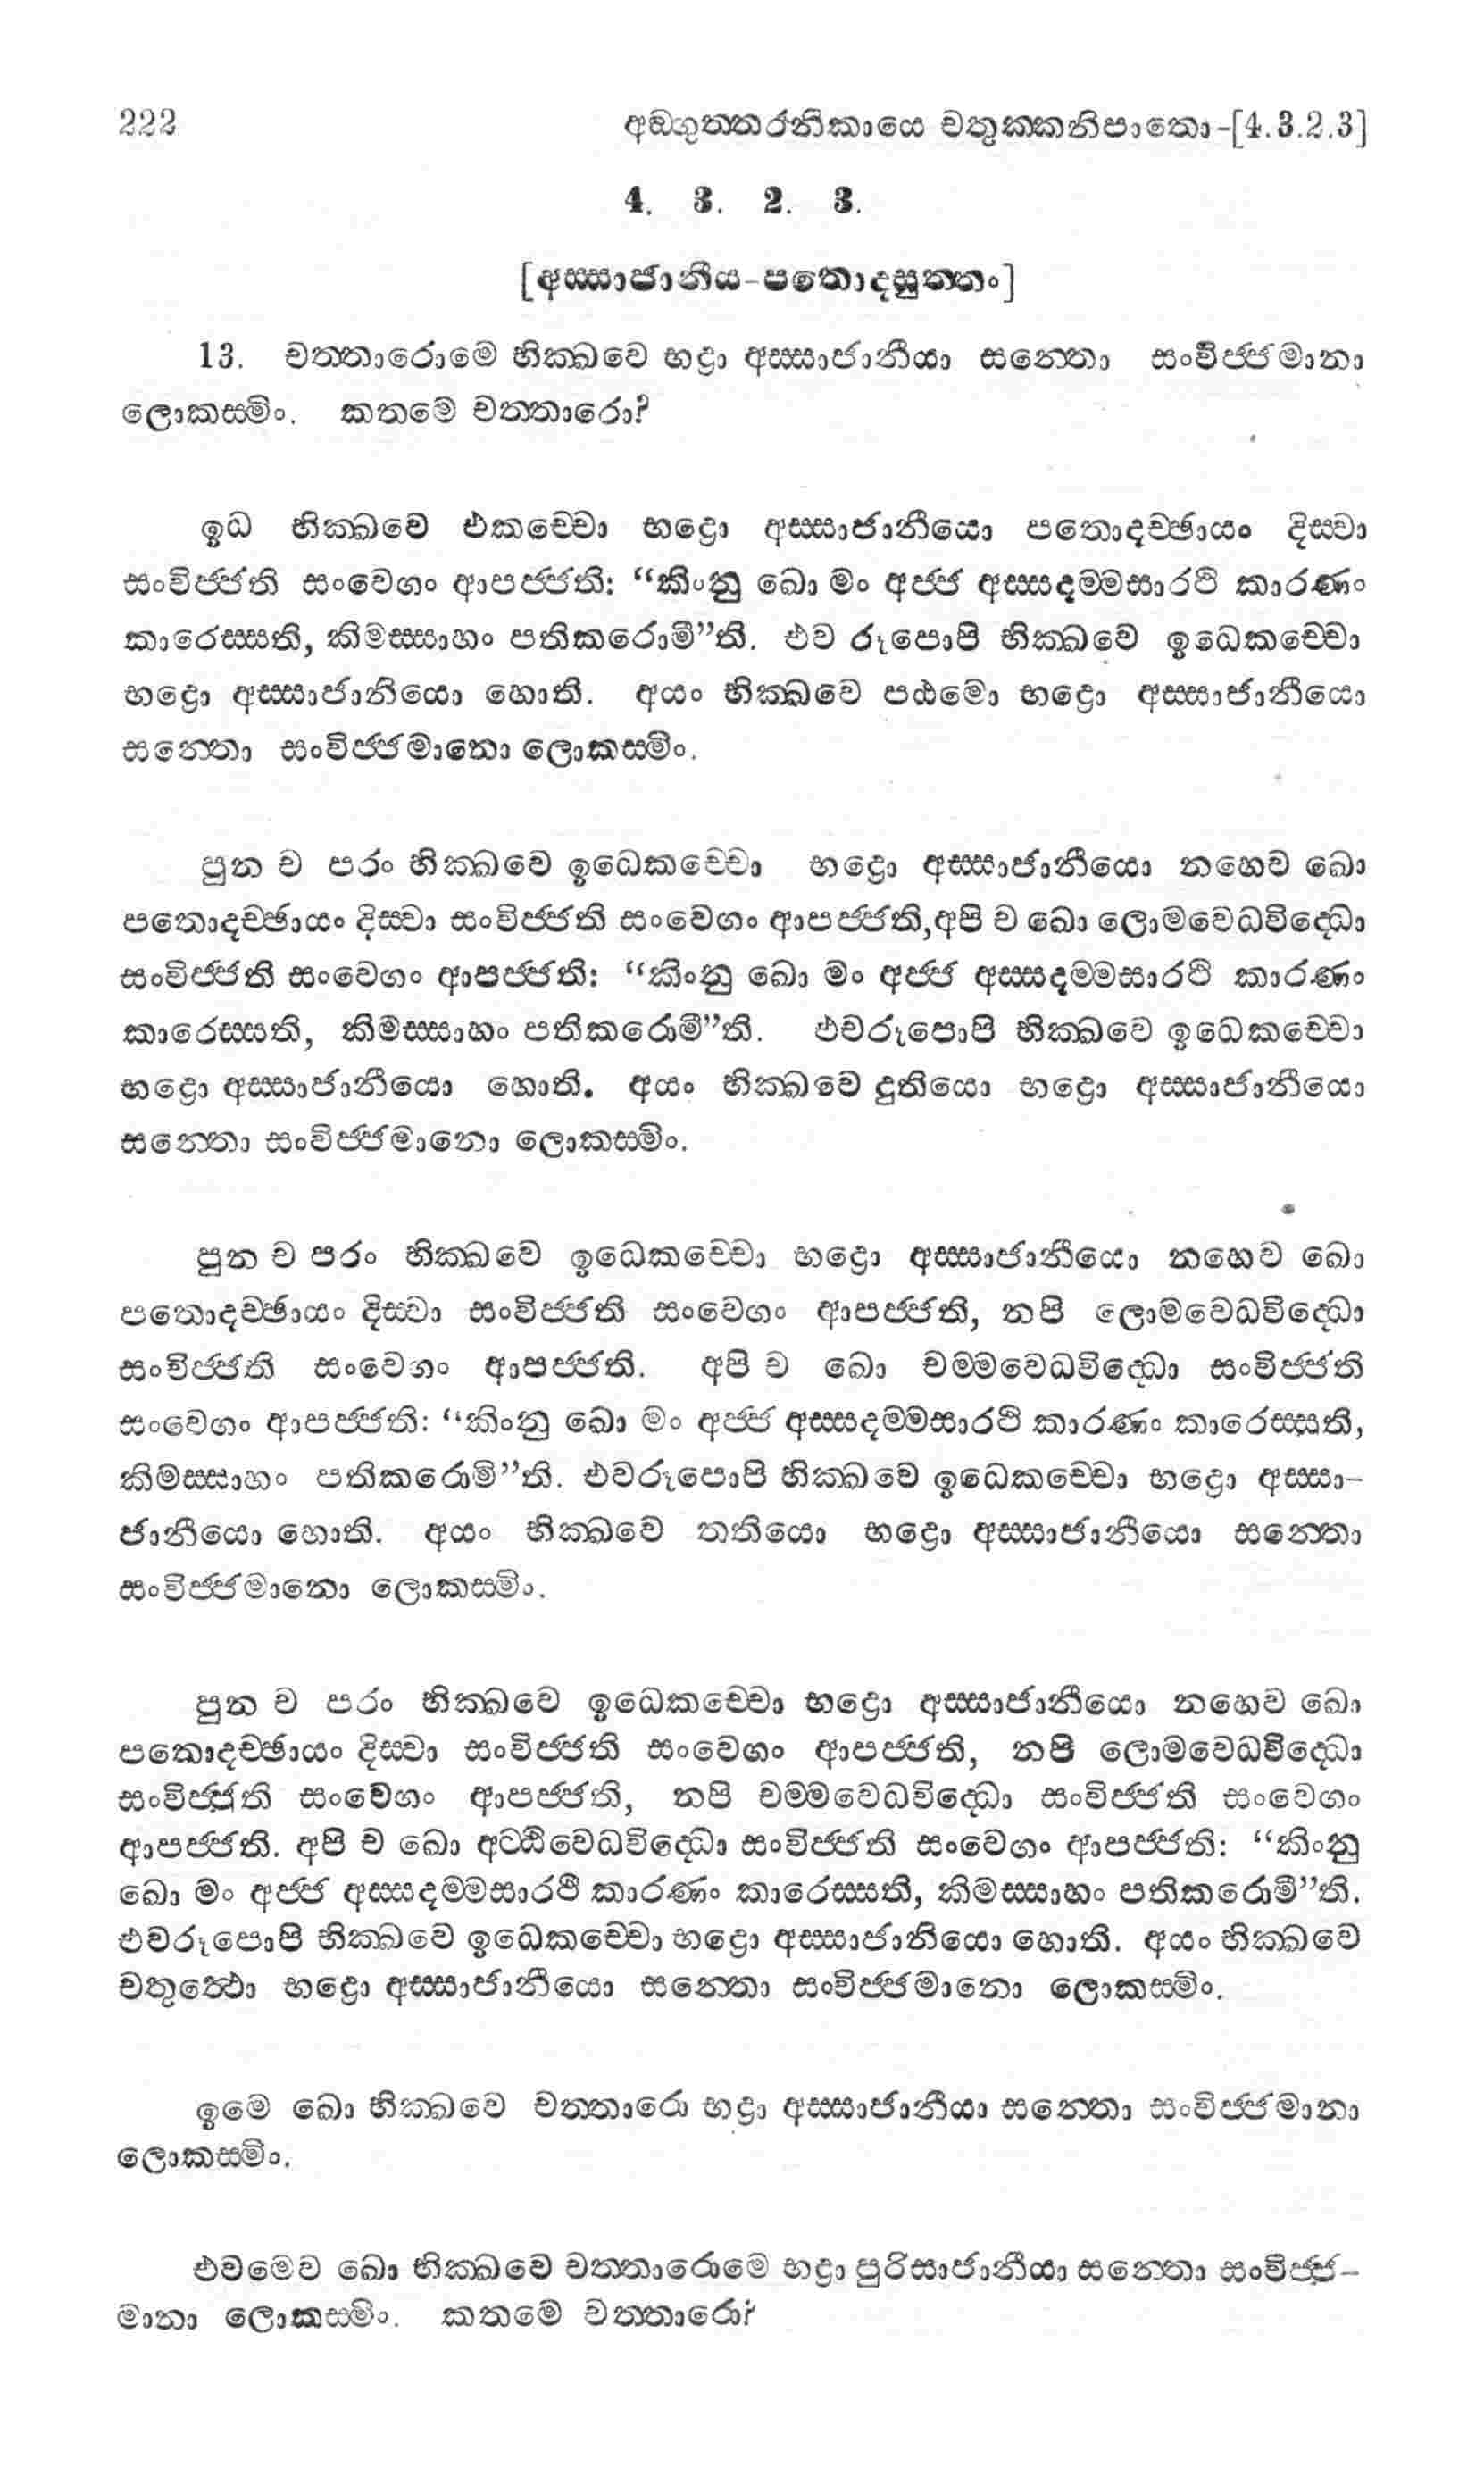 222 අඞ්ගුත්තරනිකායෙ චතුක්කනිපාතො-[4.3.2.3]
4. 3. 2. 3.
[අස්සාජානීය-පතොදසුත්තං]
13. චත්තාරොමෙ භික්ඛවෙ භද්‍රා අස්සාජානීයා සන්තො සංවිජ්ජමානා
ලොකස්මිං. කතමෙ චත්තාරො?
ඉධ භික්ඛවෙ එකච්චො භද්‍රො අස්සාජානීයො පතොදච්ඡායං දිස්වා
සංවිජ්ජති සංවෙගං ආපජ්ජති: “කිංනු ඛො මං අජ්ජ අස්සදම්මසාරථි කාරණං
කාරෙස්සති, කිමස්සාහං පතිකරොමී”ති. එව රූපොපි භික්ඛවෙ ඉධෙකච්චො
භද්‍රො අස්සාජානියො හොති. අයං භික්ඛවෙ පඨමො භද්‍රො අස්සාජානීයො
සන්තො සංවිජ්ජමානො ලොකස්මිං.
පුන ච පරං භික්ඛවෙ ඉධෙකච්චො භද්‍රො අස්සාජානීයො නහෙව ඛො
පතොදච්ඡායං දිස්වා සංවිජ්ජති සංවෙගං ආපජ්ජති,අපි ච ඛො ලොමවෙධවිද්ධො
සංවිජ්ජති සංවෙගං ආපජ්ජති: “කිංනු ඛො මං අජ්ජ අස්සදම්මසාරථි කාරණං
කාරෙස්සති, කිමස්සාහං පතිකරොමී”ති. එවරූපොපි භික්ඛවෙ ඉධෙකච්චො
භද්‍රො අස්සාජානීයො හොති. අයං භික්ඛවෙ දුතියො භද්‍රො අස්සාජානීයො
සන්තො සංවිජ්ජමානො ලොකස්මිං.
පුන ච පරං භික්ඛවෙ ඉධෙකච්චො භද්‍රො අස්සාජානීයො නහෙව ඛො
පතොදච්ඡායං දිස්වා සංවිජ්ජති සංවෙගං ආපජ්ජති, නපි ලොමවෙධවිද්ධො
සංවිජ්ජති සංවෙගං ආපජ්ජති. අපි ච ඛො චම්මවෙධවිද්ධො සංවිජ්ජති
සංවෙගං ආපජ්ජති: “කිංනු ඛො මං අජ්ජ අස්සදම්මසාරථි කාරණං කාරෙස්සති,
කිමස්සාහං පතිකරොමි”ති. එවරූපොපි භික්ඛවෙ ඉධෙකච්චො භද්‍රො අස්සා-
ජානීයො හොති. අයං භික්ඛවෙ තතියො භද්‍රො අස්සාජානීයො සන්තො
සංවිජ්ජමානො ලොකස්මිං.
පුන ච පරං භික්ඛවෙ ඉධෙකච්චො භද්‍රො අස්සාජානීයො නහෙව ඛො
පතොදච්ඡායං දිස්වා සංවිජ්ජති සංවෙගං ආපජ්ජති, නපි ලොමවෙධවිද්ධො
සංවිජ්ජති සංවෙගං ආපජ්ජති, නපි චම්මවෙධවිද්ධො සංවිජ්ජති සංවෙගං
ආපජ්ජති. අපි ච ඛො අට්ඨිවෙධවිද්ධො සංවිජ්ජති සංවෙගං ආපජ්ජති: “කිංනු
ඛො මං අජ්ජ අස්සදම්මසාරථි කාරණං කාරෙස්සති, කිමස්සාහං පතිකරොමි”ති.
එවරූපොපි භික්ඛවෙ ඉධෙකච්චො භද්‍රො අස්සාජානියො හොති. අයං භික්ඛවෙ
චතුත්ථො භද්‍රො අස්සාජානීයො සන්තො සංවිජ්ජමානො ලොකස්මිං.
ඉමෙ ඛො භික්ඛවෙ චත්තාරො භද්‍රා අස්සාජානීයා සන්තො සංවිජ්ජමානා
ලොකස්මිං.
එවමෙව ඛො භික්ඛවෙ චත්තාරොමෙ භද්‍රා පුරිසාජානීයා සන්තො සංවිජ්ජ-
මානා ලොකස්මිං. කතමෙ චත්තාරො?